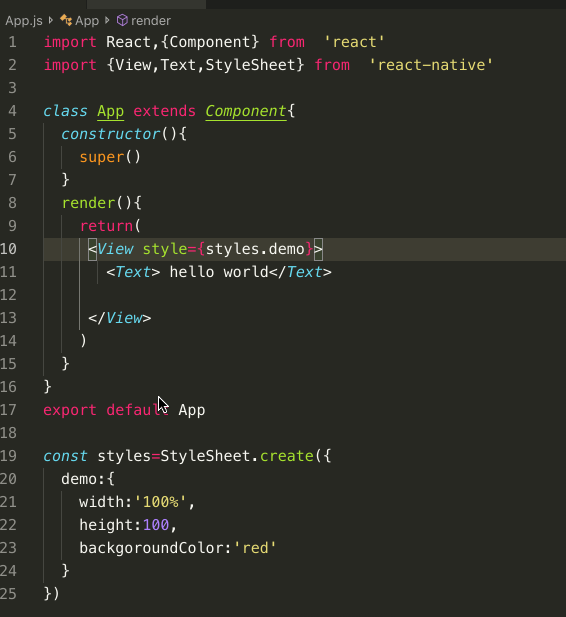 App.js > App > render
1 import React,{Component} from  'react'
2 import {View,Text,StyleSheet} from  'react-native'
3
4 class App extends Component{
5   constructor(){
6     super()
7   }
8   render(){
9     return(
10      <View style={styles.demo}>
11        <Text> hello world</Text>
12
13      </View>
14     )
15   }
16 }
17 export default App
18
19 const styles=StyleSheet.create({
20   demo:{
21     width:'100%',
22     height:100,
23     backgoroundColor:'red'
24   }
25 })